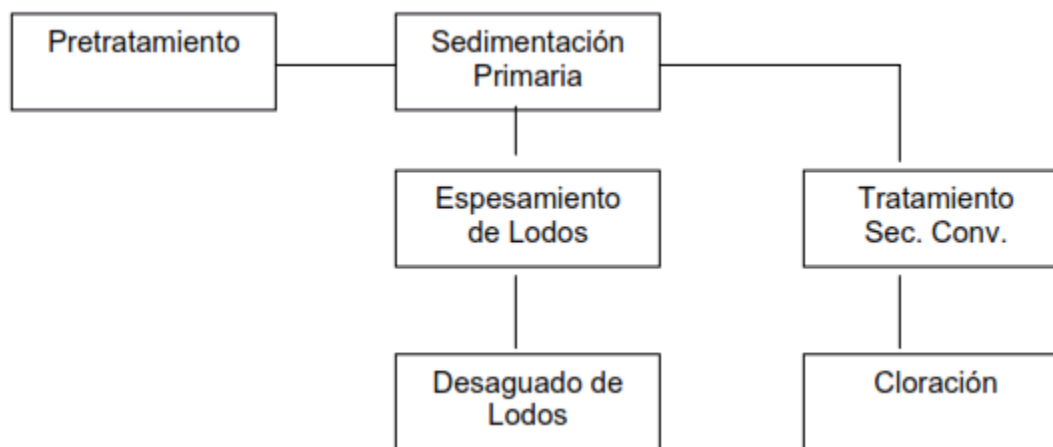 Pretratamiento
Sedimentación
Primaria
Espesamiento
de Lodos
Tratamiento
Sec. Conv.
Desaguado de
Lodos
Cloración